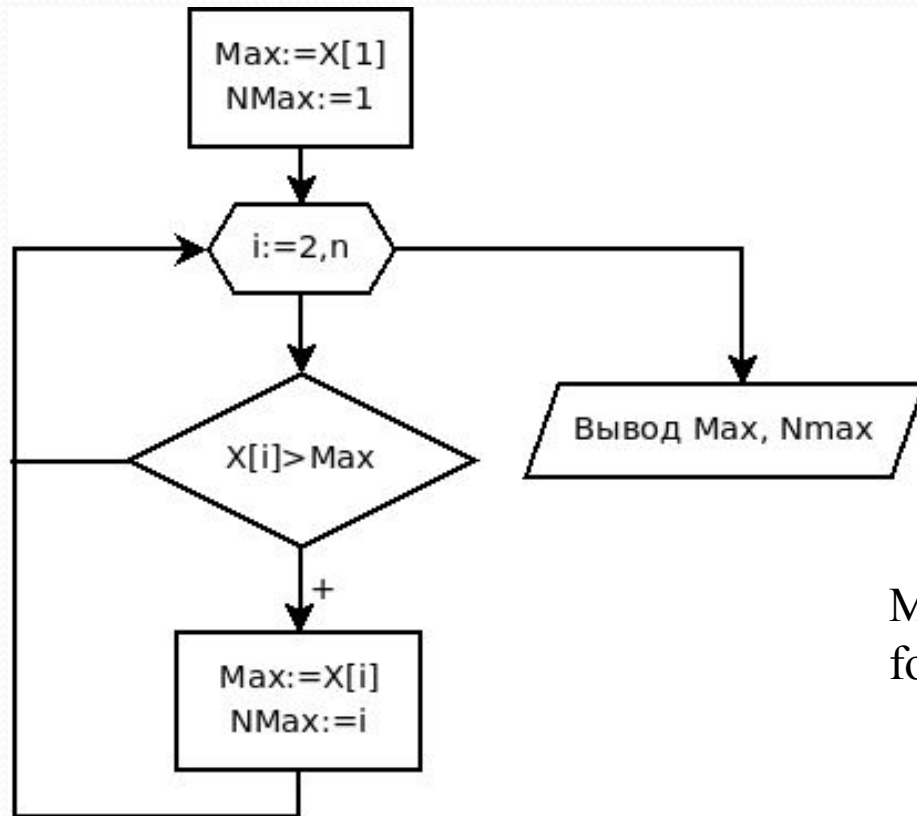 Max:=X[1]
NMax:=1
i:=2,n
X[i]>Max
Вывод Max, Nmax
+
Max:=X[i]
NMax:=i